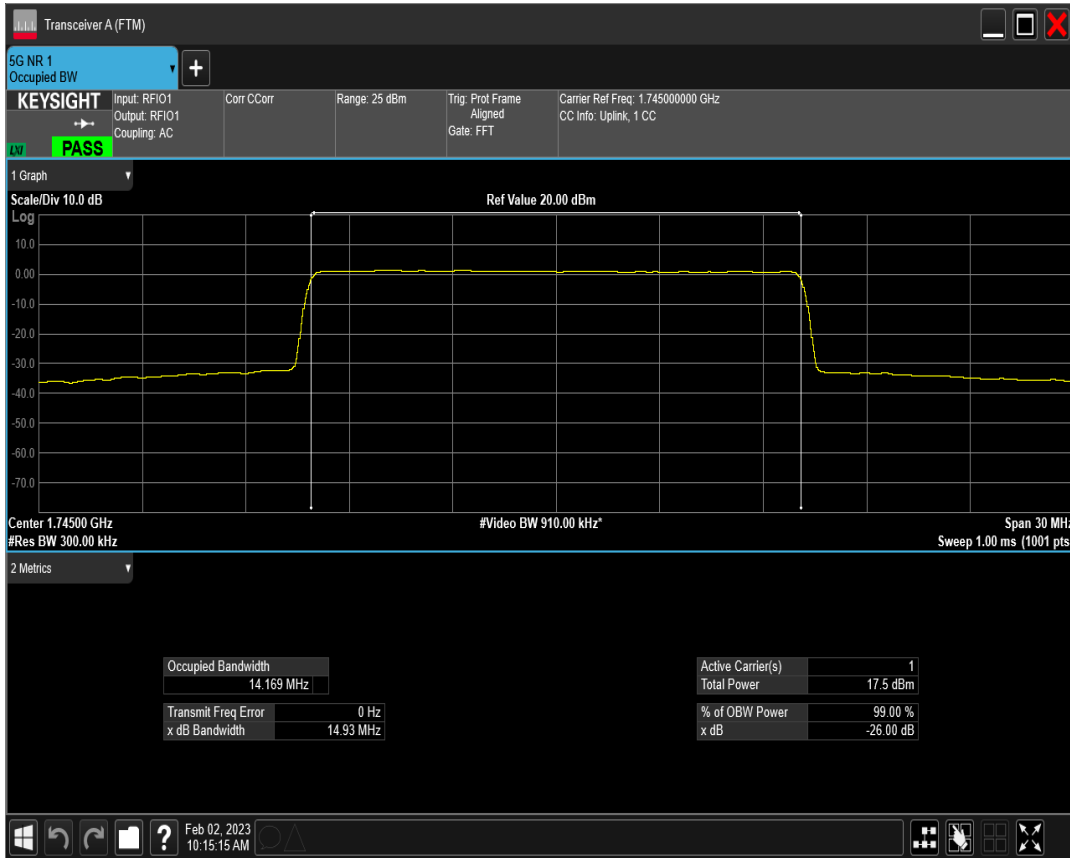 Transceiver A (FTM)
5G NR 1
Occupied BW
+
KEYSIGHT
LXI
PASS
Input: RFIO1
Output: RFIO1
Coupling: AC
Corr CCorr
Range: 25 dBm
Trig: Prot Frame
Aligned
Gate: FFT
Carrier Ref Freq: 1.745000000 GHz
CC Info: Uplink, 1 CC
1 Graph
Scale/Div 10.0 dB
Ref Value 20.00 dBm
Log
10.0
0.00
-10.0
-20.0
-30.0
-40.0
-50.0
-60.0
-70.0
Center 1.74500 GHz
#Video BW 910.00 kHz*
Span 30 MHz
#Res BW 300.00 kHz
Sweep 1.00 ms (1001 pts
2 Metrics
Occupied Bandwidth
14.169 MHz
Transmit Freq Error 0 Hz
x dB Bandwidth 14.93 MHz
Active Carrier(s) 1
Total Power 17.5 dBm
% of OBW Power 99.00 %
x dB -26.00 dB
?
Feb 02, 2023
10:15:15 AM